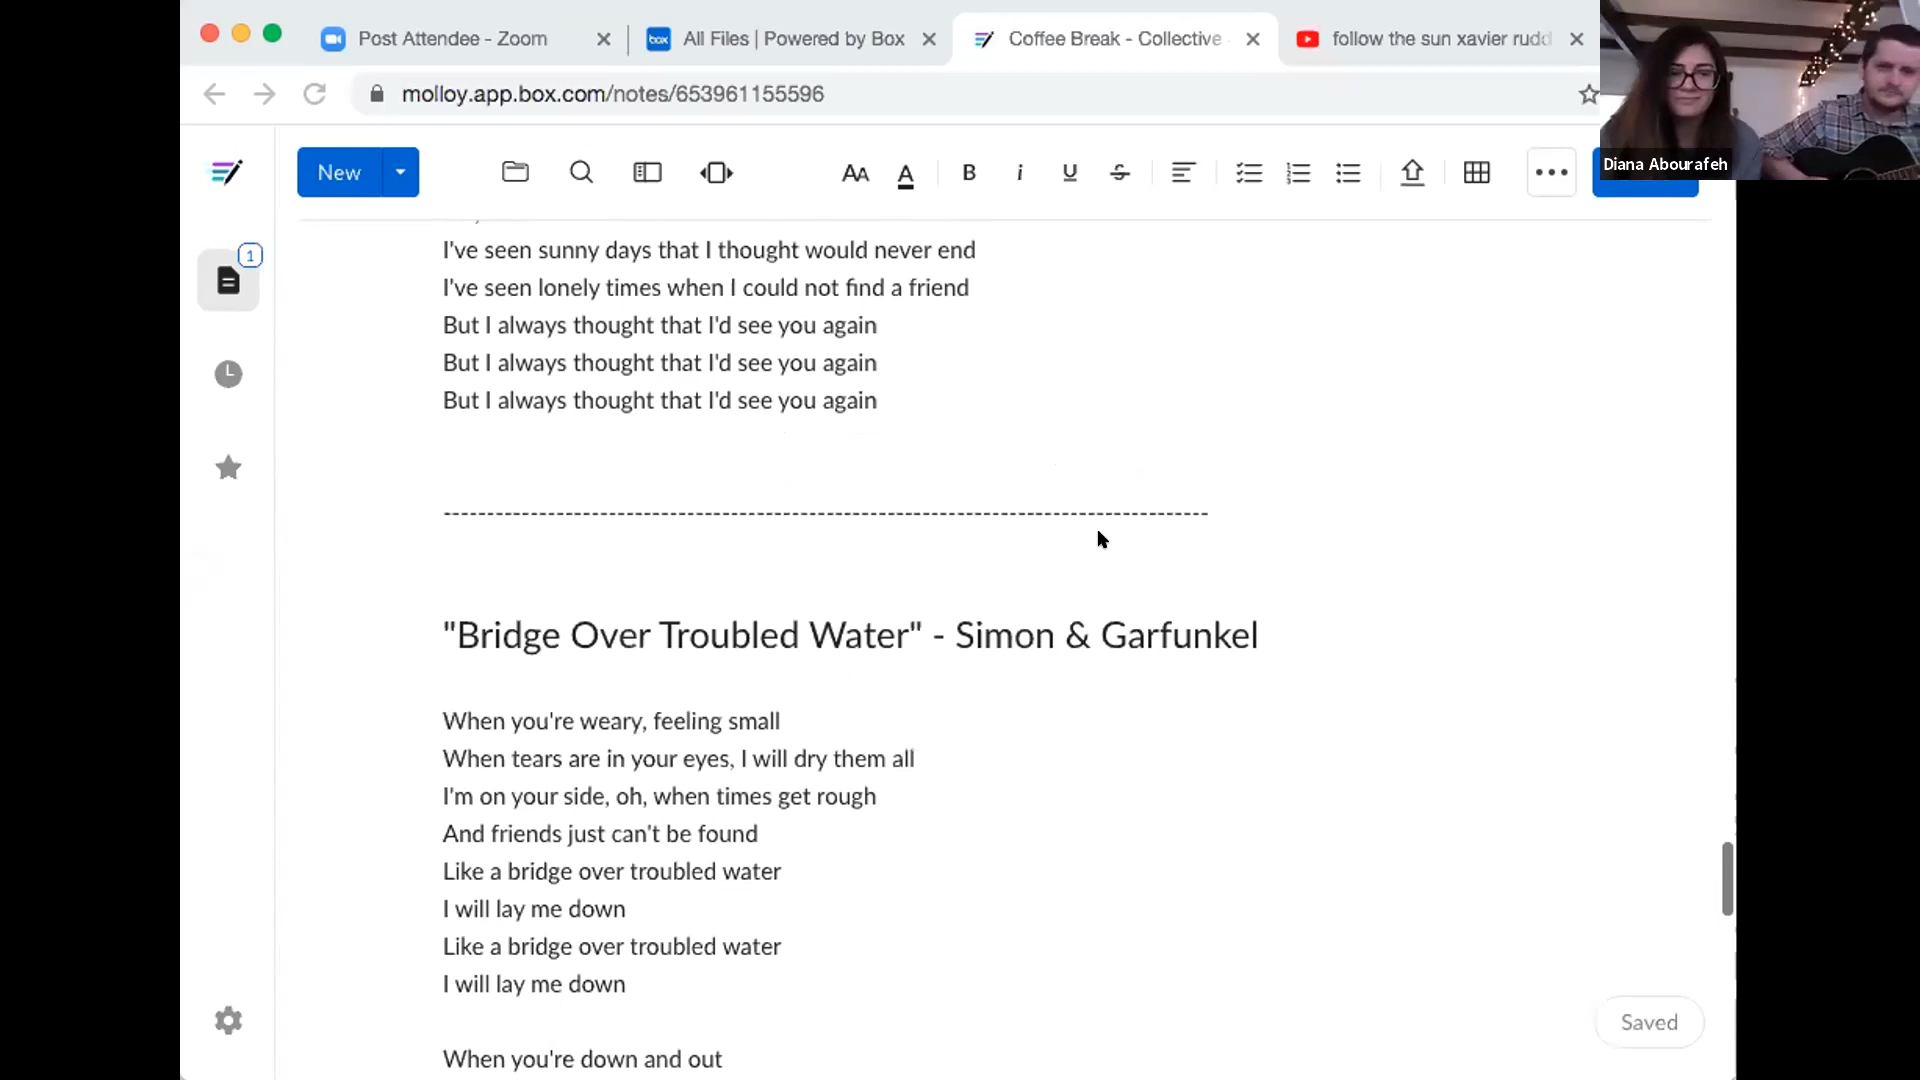 Post Attendee - Zoom
box
All Files | Powered by Box
Coffee Break - Collective
follow the sun xavier rudd
molloy.app.box.com/notes/653961155596
Diana Abourafeh
New
AA
A
B
i
U
S
1
I've seen sunny days that I thought would never end
I've seen lonely times when I could not find a friend
But I always thought that I'd see you again
But I always thought that I'd see you again
But I always thought that I'd see you again
--------------------------------------------------------------------------------------
"Bridge Over Troubled Water" - Simon & Garfunkel
When you're weary, feeling small
When tears are in your eyes, I will dry them all
I'm on your side, oh, when times get rough
And friends just can't be found
Like a bridge over troubled water
I will lay me down
Like a bridge over troubled water
I will lay me down
When you're down and out
Saved